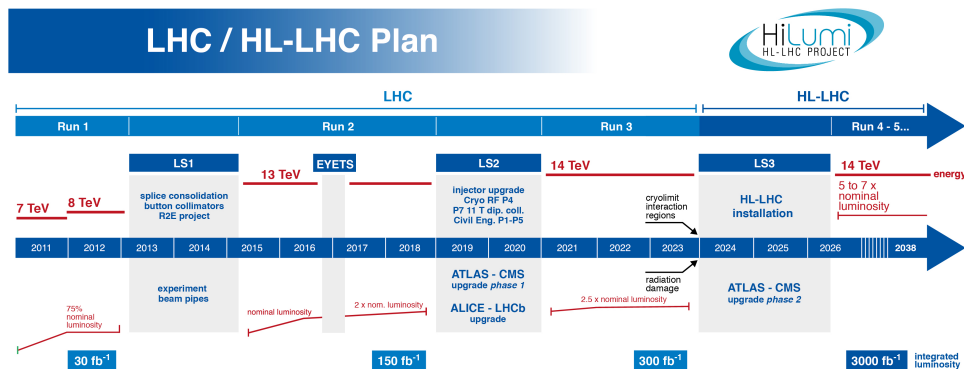 LHC / HL-LHC Plan
HiLumi
HL-LHC PROJECT
LHC
HL-LHC
Run 1
Run 2
Run 3
Run 4 - 5...
LS1
EYETS
LS2
LS3
7 TeV
8 TeV
13 TeV
14 TeV
14 TeV
energy
splice consolidation
button collimators
R2E project
injector upgrade
Cryo RF P4
P7 11 T dip. coll.
Civil Eng. P1-P5
cryolimit
interaction
regions
HL-LHC
installation
5 to 7 x
nominal
luminosity
2011
2012
2013
2014
2015
2016
2017
2018
2019
2020
2021
2022
2023
2024
2025
2026
2038
experiment
beam pipes
ATLAS - CMS
upgrade phase 1
ALICE - LHCb
upgrade
radiation
damage
ATLAS - CMS
upgrade phase 2
75%
nominal
luminosity
nominal luminosity
2 x nom. luminosity
2.5 x nominal luminosity
30 fb⁻¹
150 fb⁻¹
300 fb⁻¹
3000 fb⁻¹
integrated
luminosity